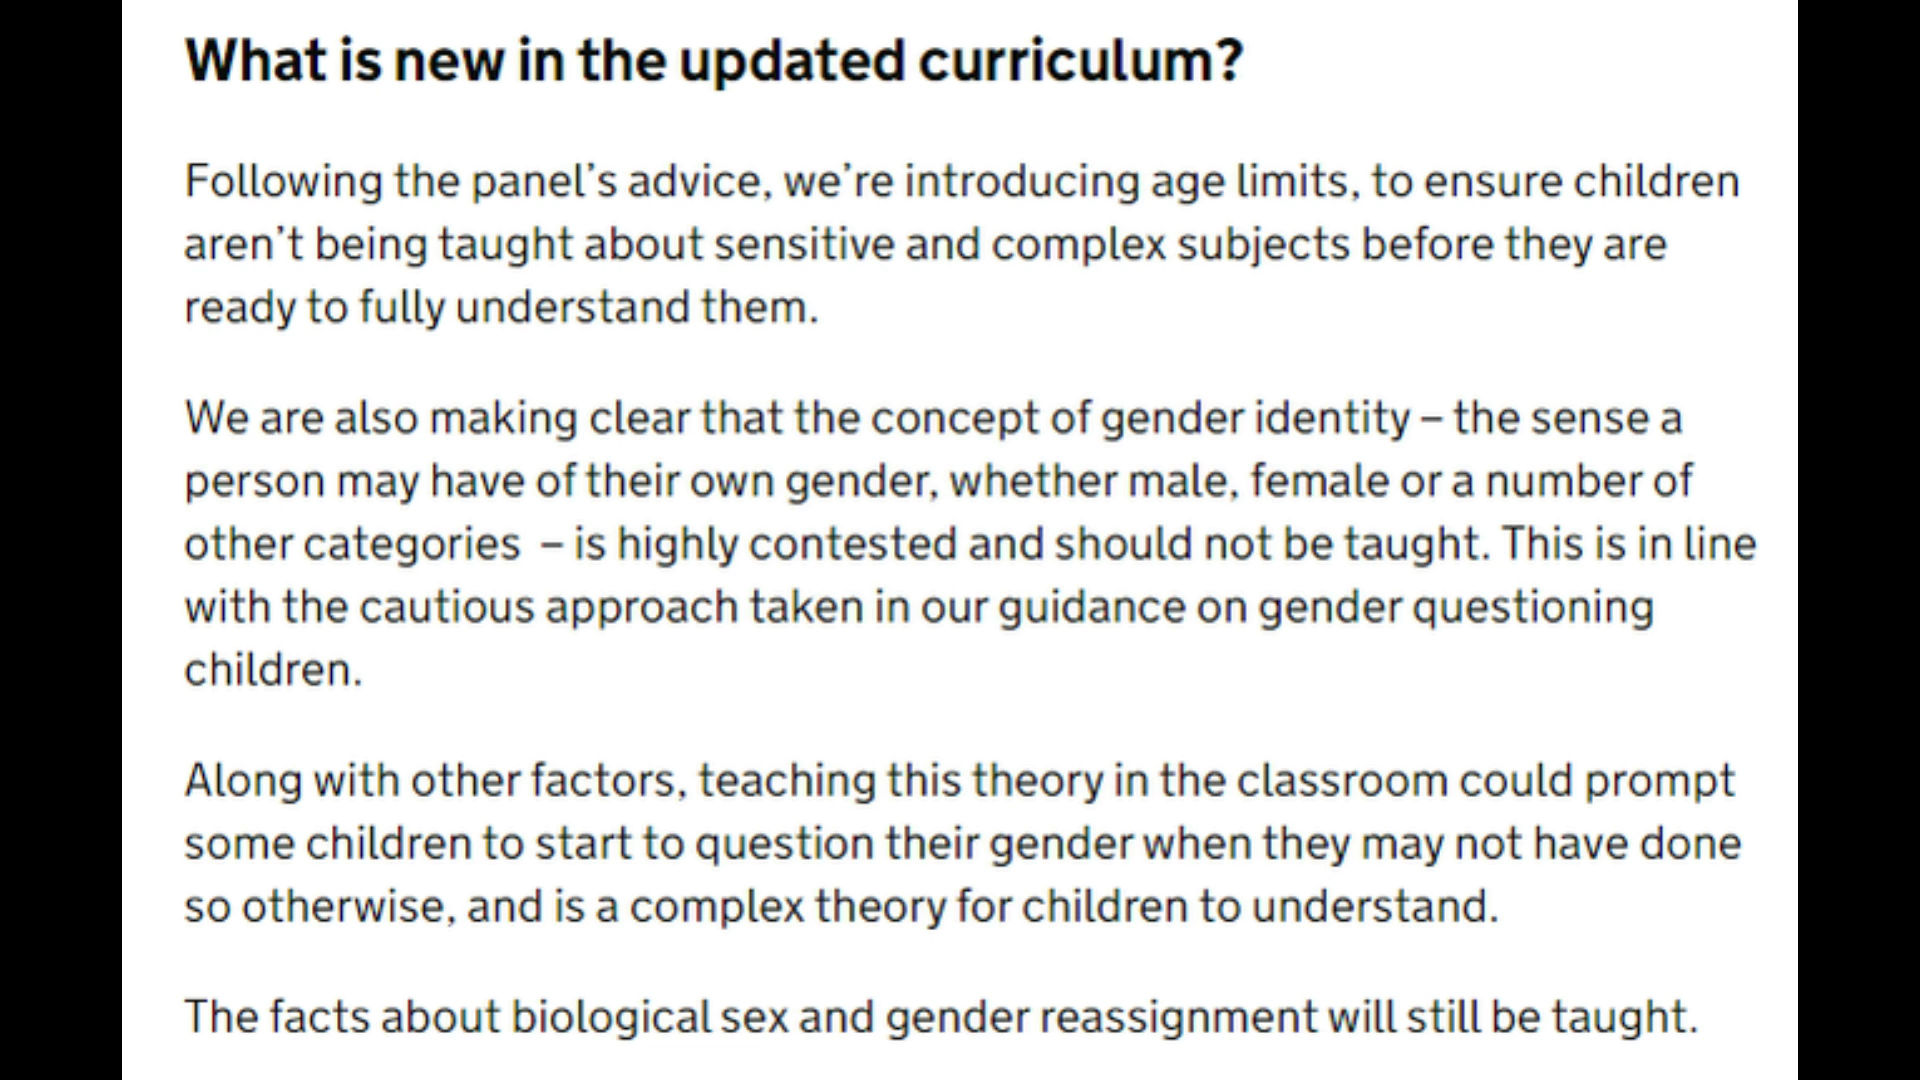 What is new in the updated curriculum?
Following the panel’s advice, we’re introducing age limits, to ensure children
aren’t being taught about sensitive and complex subjects before they are
ready to fully understand them.
We are also making clear that the concept of gender identity – the sense a
person may have of their own gender, whether male, female or a number of
other categories  – is highly contested and should not be taught. This is in line
with the cautious approach taken in our guidance on gender questioning
children.
Along with other factors, teaching this theory in the classroom could prompt
some children to start to question their gender when they may not have done
so otherwise, and is a complex theory for children to understand.
The facts about biological sex and gender reassignment will still be taught.